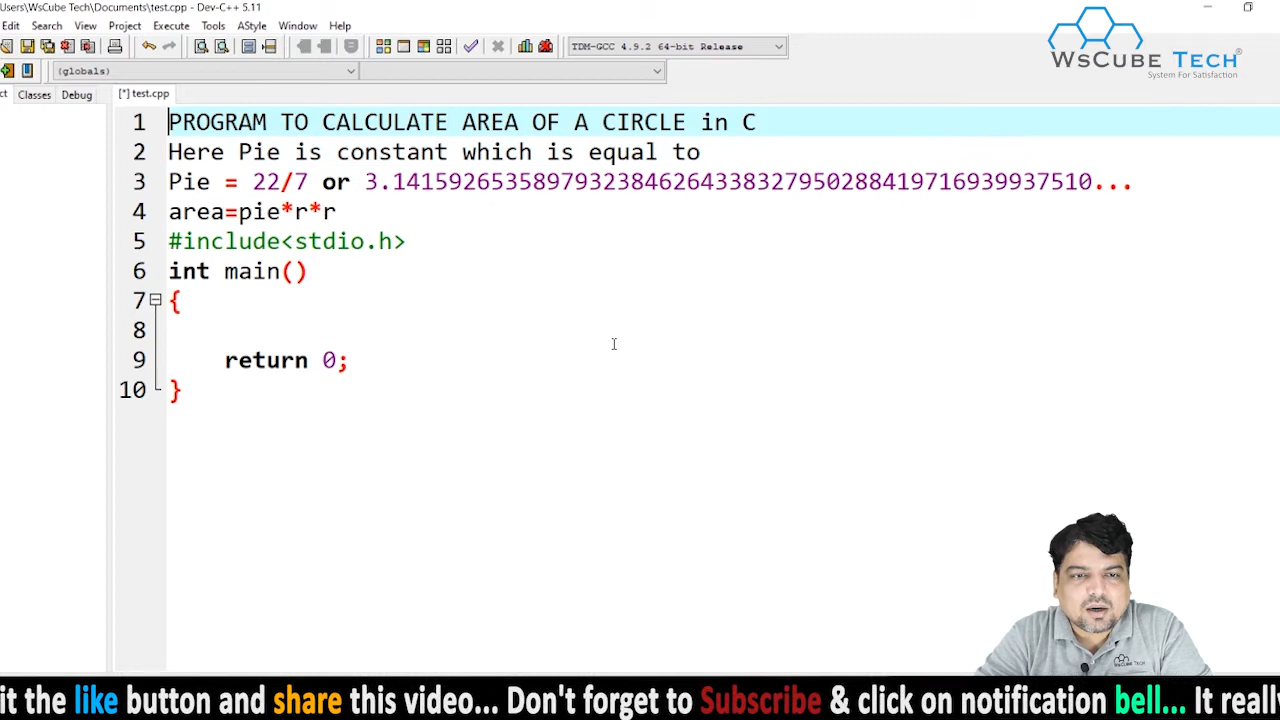 Users\WsCube Tech\Documents\test.cpp - Dev-C++ 5.11
Edit Search View Project Execute Tools AStyle Window Help
TDM-GCC 4.9.2 64-bit Release
(globals)
Classes Debug [*] test.cpp
WsCUBE TECH®
System For Satisfaction
1 PROGRAM TO CALCULATE AREA OF A CIRCLE in C
2 Here Pie is constant which is equal to
3 Pie = 22/7 or 3.14159265358979323846264338327950288419716939937510...
4 area=pie*r*r
5 #include<stdio.h>
6 int main()
7 {
8
9 return 0;
10 }
WsCUBE TECH
it the like button and share this video... Don't forget to Subscribe & click on notification bell... It reall